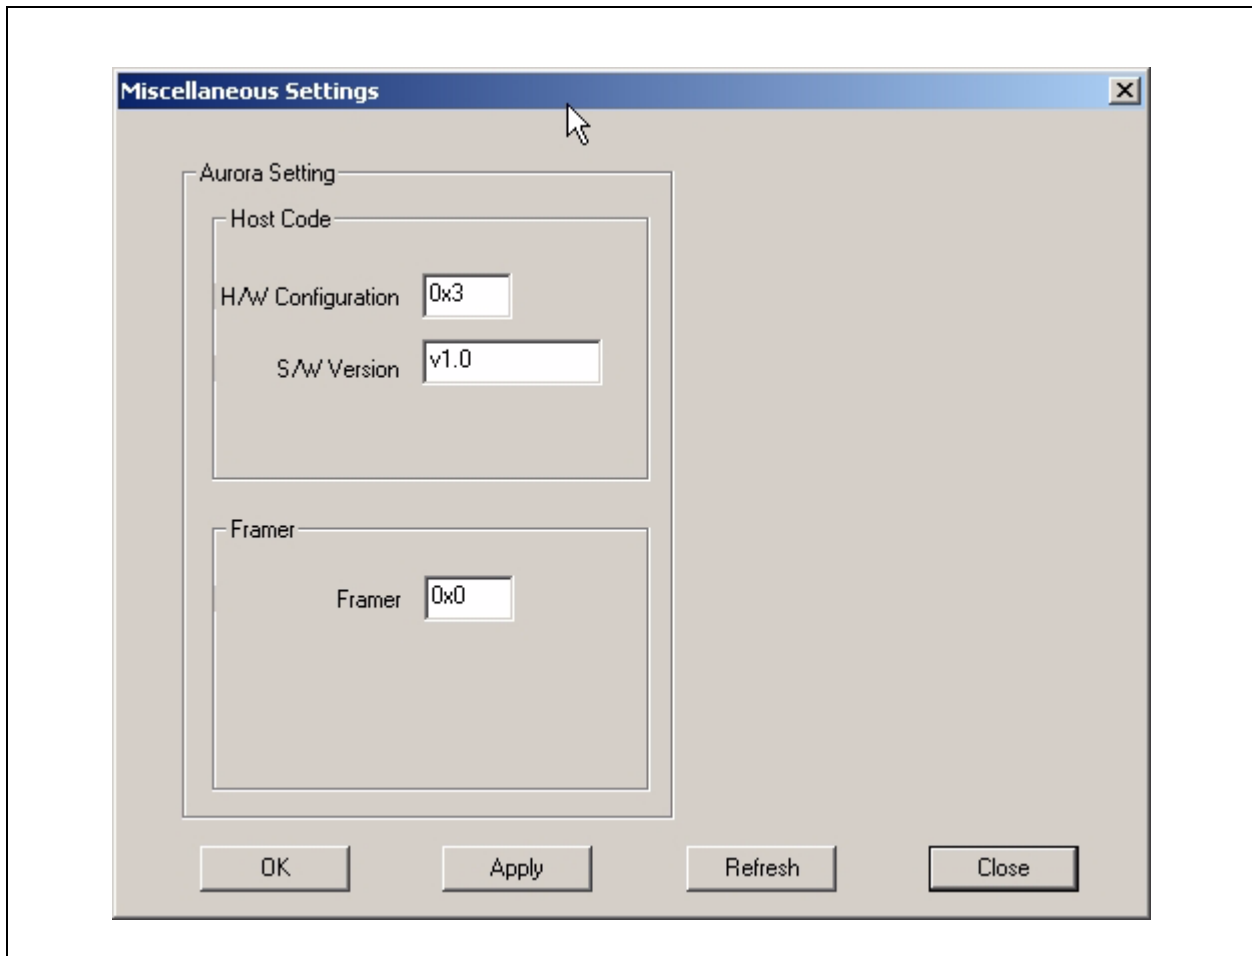 Miscellaneous Settings
Aurora Setting
Host Code
H/W Configuration 0x3
S/W Version v1.0
Framer
Framer 0x0
OK Apply Refresh Close